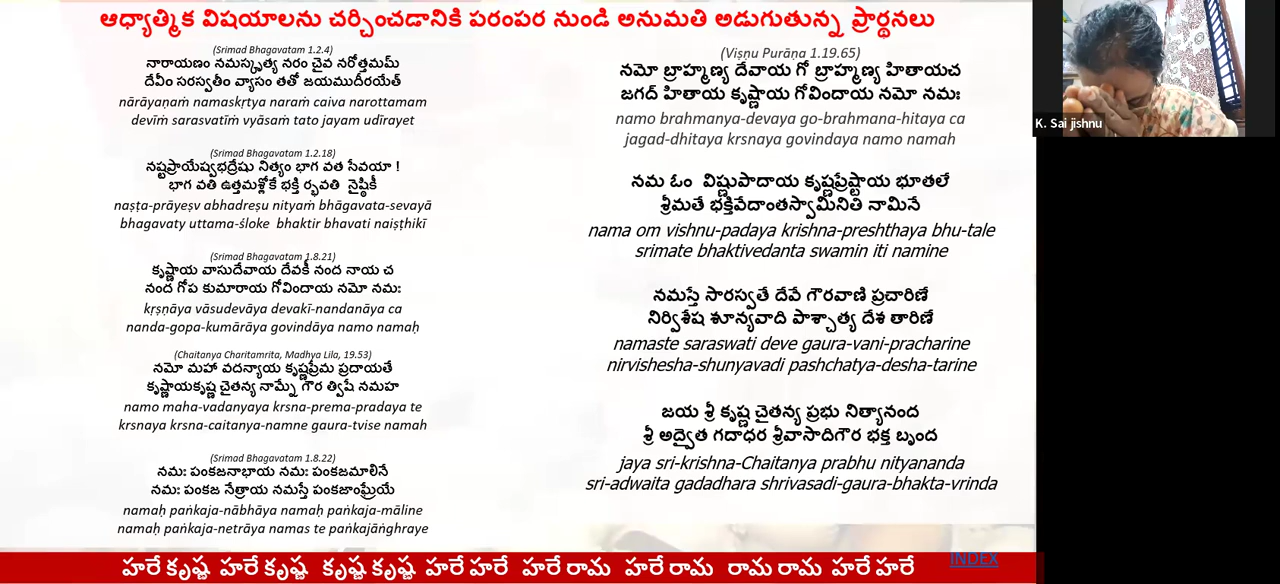 ఆధ్యాత్మిక విషయాలను చర్చించడానికి పరంపర నుండి అనుమతి అడుగుతున్న ప్రార్థనలు
(Srimad Bhagavatam 1.2.4)
నారాయణం నమస్కృత్య నరం చైవ నరోత్తమమ్
దేవీం సరస్వతీం వ్యాసం తతో జయముదీరయేత్
nārāyaṇaṁ namaskṛtya naraṁ caiva narottamam
devīṁ sarasvatīṁ vyāsaṁ tato jayam udīrayet
(Srimad Bhagavatam 1.2.18)
నష్టప్రాయేష్వభద్రేషు నిత్యం భాగ వత సేవయా !
భాగ వతి ఉత్తమశ్లోకే భక్తి ర్భవతి నైష్ఠికీ
naṣṭa-prāyeṣv abhadreṣu nityaṁ bhāgavata-sevayā
bhagavaty uttama-śloke bhaktir bhavati naiṣṭhikī
(Srimad Bhagavatam 1.8.21)
కృష్ణాయ వాసుదేవాయ దేవకీ నంద నాయ చ
నంద గోప కుమారాయ గోవిందాయ నమో నమః
kṛṣṇāya vāsudevāya devakī-nandanāya ca
nanda-gopa-kumārāya govindāya namo namaḥ
(Chaitanya Charitamrita, Madhya Lila, 19.53)
నమో మహా వదన్యాయ కృష్ణప్రేమ ప్రదాయతే
కృష్ణాయకృష్ణ చైతన్య నామ్నే గౌర త్విషే నమహ
namo maha-vadanyaya krsna-prema-pradaya te
krsnaya krsna-caitanya-namne gaura-tvise namah
(Srimad Bhagavatam 1.8.22)
నమః పంకజనాభాయ నమః పంకజమాలినే
నమః పంకజ నేత్రాయ నమస్తే పంకజాంఘ్రయే
namaḥ paṅkaja-nābhāya namaḥ paṅkaja-māline
namaḥ paṅkaja-netrāya namas te paṅkajāṅghraye
(Viṣṇu Purāṇa 1.19.65)
నమో బ్రాహ్మణ్య దేవాయ గో బ్రాహ్మణ్య హితాయచ
జగద్ హితాయ కృష్ణాయ గోవిందాయ నమో నమః
namo brahmanya-devaya go-brahmana-hitaya ca
jagad-dhitaya krsnaya govindaya namo namah
నమ ఓం విష్ణుపాదాయ కృష్ణప్రేష్టాయ భూతలే
శ్రీమతే భక్తివేదాంతస్వామినితి నామినే
nama om vishnu-padaya krishna-preshthaya bhu-tale
srimate bhaktivedanta swamin iti namine
నమస్తే సారస్వతే దేవే గౌరవాణి ప్రచారిణే
నిర్విశేష శూన్యవాది పాశ్చాత్య దేశ తారిణే
namaste saraswati deve gaura-vani-pracharine
nirvishesha-shunyavadi pashchatya-desha-tarine
జయ శ్రీ కృష్ణ చైతన్య ప్రభు నిత్యానంద
శ్రీ అద్వైత గదాధర శ్రీవాసాదిగౌర భక్త బృంద
jaya sri-krishna-Chaitanya prabhu nityananda
sri-adwaita gadadhara shrivasadi-gaura-bhakta-vrinda
హరే కృష్ణ హరే కృష్ణ కృష్ణ కృష్ణ హరే హరే హరే రామ హరే రామ రామ రామ హరే హరే
INDEX
K. Sai jishnu